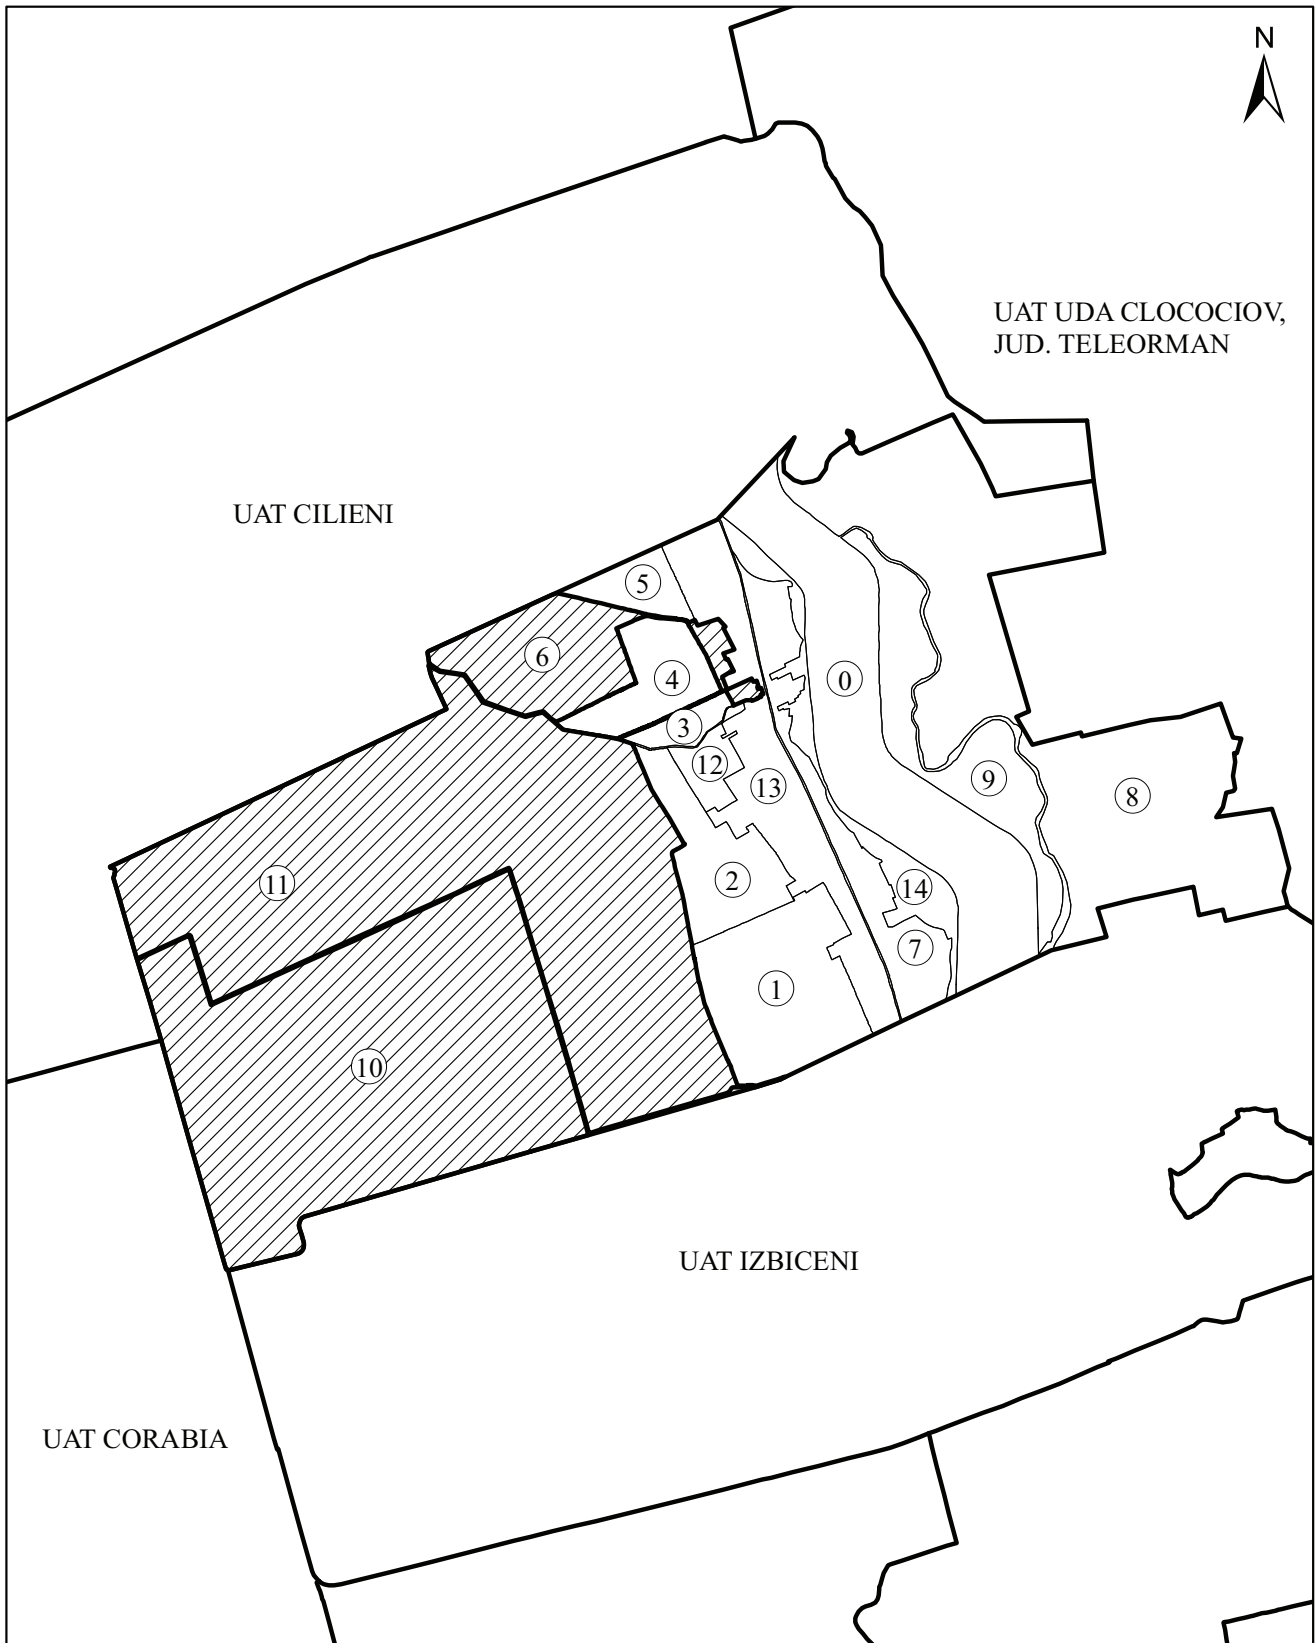 N
UAT UDA CLOCOCIOV,
JUD. TELEORMAN
UAT CILIENI
5
6
4
0
3
12
13
9
8
11
2
14
7
1
10
UAT IZBICENI
UAT CORABIA